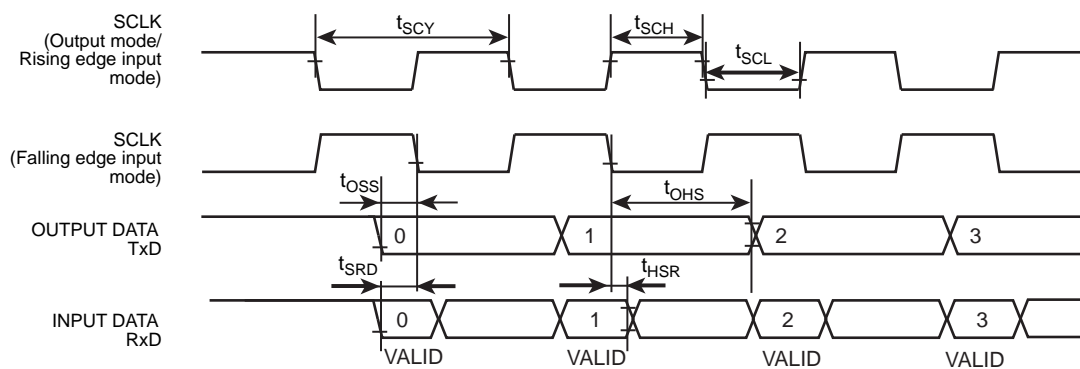 SCLK
(Output mode/
Rising edge input
mode)
tSCY
tSCH
tSCL
SCLK
(Falling edge input
mode)
tOSS
tOHS
OUTPUT DATA
TxD
0
1
2
3
tSRD
tHSR
INPUT DATA
RxD
0
1
2
3
VALID
VALID
VALID
VALID